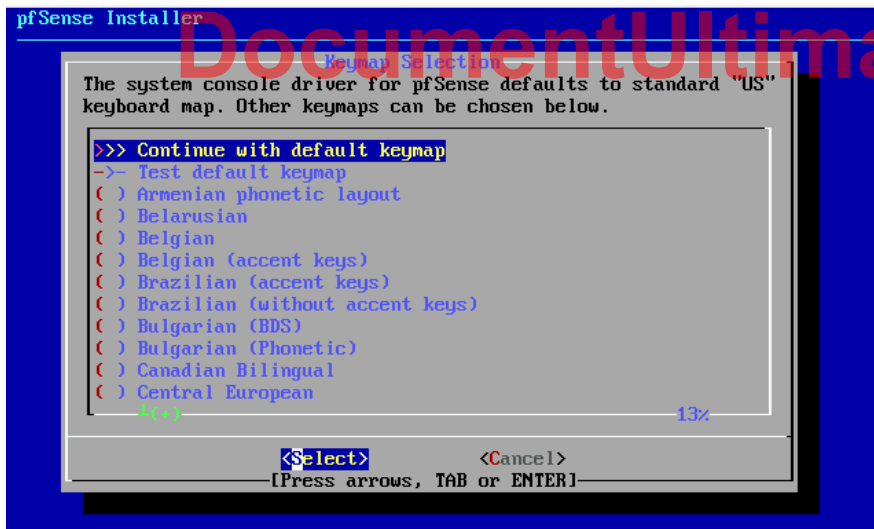 pfSense Installer
DocumentUltima
Keymap Selection
The system console driver for pfSense defaults to standard "US"
keyboard map. Other keymaps can be chosen below.
>>> Continue with default keymap
->- Test default keymap
( ) Armenian phonetic layout
( ) Belarusian
( ) Belgian
( ) Belgian (accent keys)
( ) Brazilian (accent keys)
( ) Brazilian (without accent keys)
( ) Bulgarian (BDS)
( ) Bulgarian (Phonetic)
( ) Canadian Bilingual
( ) Central European
┴(+) 13%
<Select> <Cancel>
[Press arrows, TAB or ENTER]